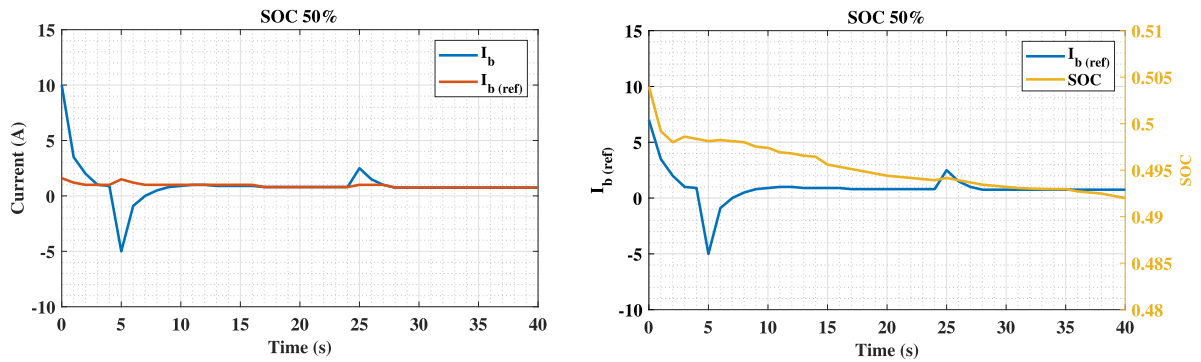 SOC 50%
15
10
5
0
-5
-10
Current (A)
I_b
I_b (ref)
0 5 10 15 20 25 30 35 40
Time (s)
SOC 50%
15
10
5
0
-5
-10
I_b (ref)
I_b (ref)
SOC
0.51
0.505
0.5
0.495
0.49
0.485
0.48
SOC
0 5 10 15 20 25 30 35 40
Time (s)